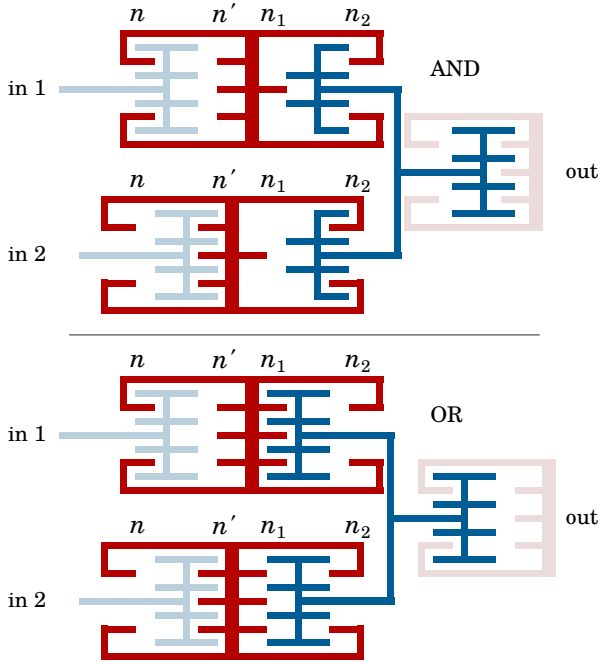 n n′ n₁ n₂
AND
in 1
out
n n′ n₁ n₂
in 2
n n′ n₁ n₂
OR
in 1
out
n n′ n₁ n₂
in 2